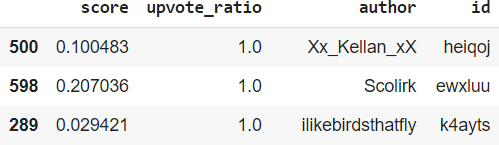 score upvote_ratio author id
500 0.100483 1.0 Xx_Kellan_xX heiqoj
598 0.207036 1.0 Scolirk ewxluu
289 0.029421 1.0 ilikebirdsthatfly k4ayts